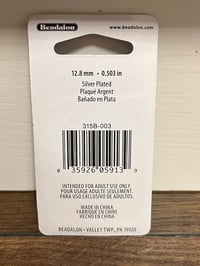 Beadalon
www.beadalon.com
12.8 mm • 0.503 in
Silver Plated
Plaqué Argent
Bañado en Plata
315B-003
0 35926 05913 9
INTENDED FOR ADULT USE ONLY.
POUR USAGE ADULTE SEULEMENT.
PARA USO EXCLUSIVO DE ADULTOS.
MADE IN CHINA
FABRIQUÉ EN CHINE
HECHO EN CHINA
BEADALON • VALLEY TWP., PA 19320